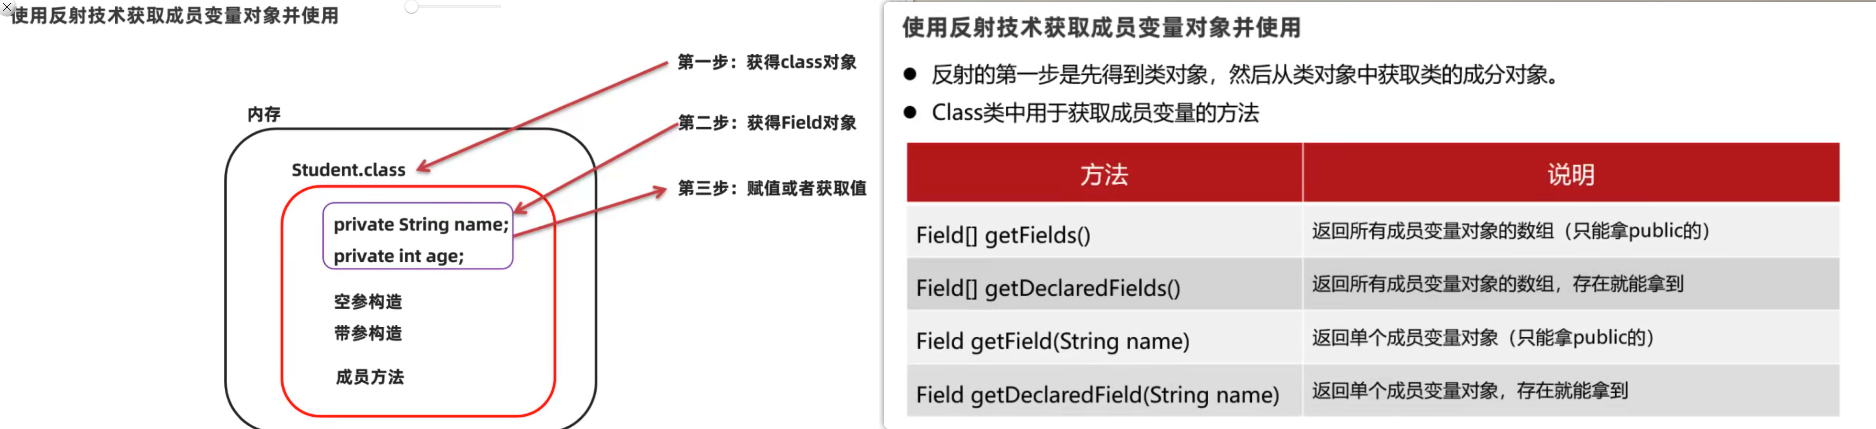 使用反射技术获取成员变量对象并使用
第一步：获得class对象
内存
第二步：获得Field对象
Student.class
第三步：赋值或者获取值
private String name;
private int age;
空参构造
带参构造
成员方法
使用反射技术获取成员变量对象并使用
● 反射的第一步是先得到类对象，然后从类对象中获取类的成分对象。
● Class类中用于获取成员变量的方法
方法 说明
Field[] getFields() 返回所有成员变量对象的数组（只能拿public的）
Field[] getDeclaredFields() 返回所有成员变量对象的数组，存在就能拿到
Field getField(String name) 返回单个成员变量对象（只能拿public的）
Field getDeclaredField(String name) 返回单个成员变量对象，存在就能拿到